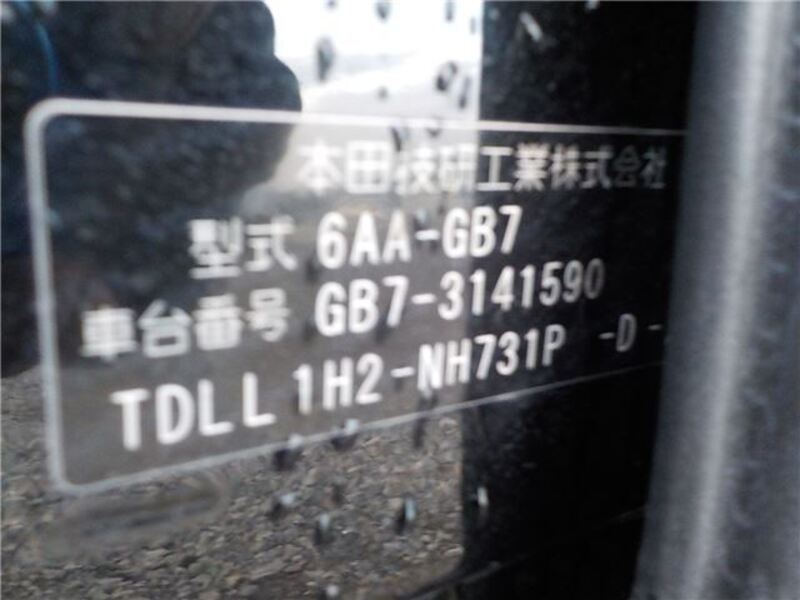 本田技研工業株式会社
型式 6AA-GB7
車台番号 GB7-3141590
TDLL 1H2-NH731P -D-